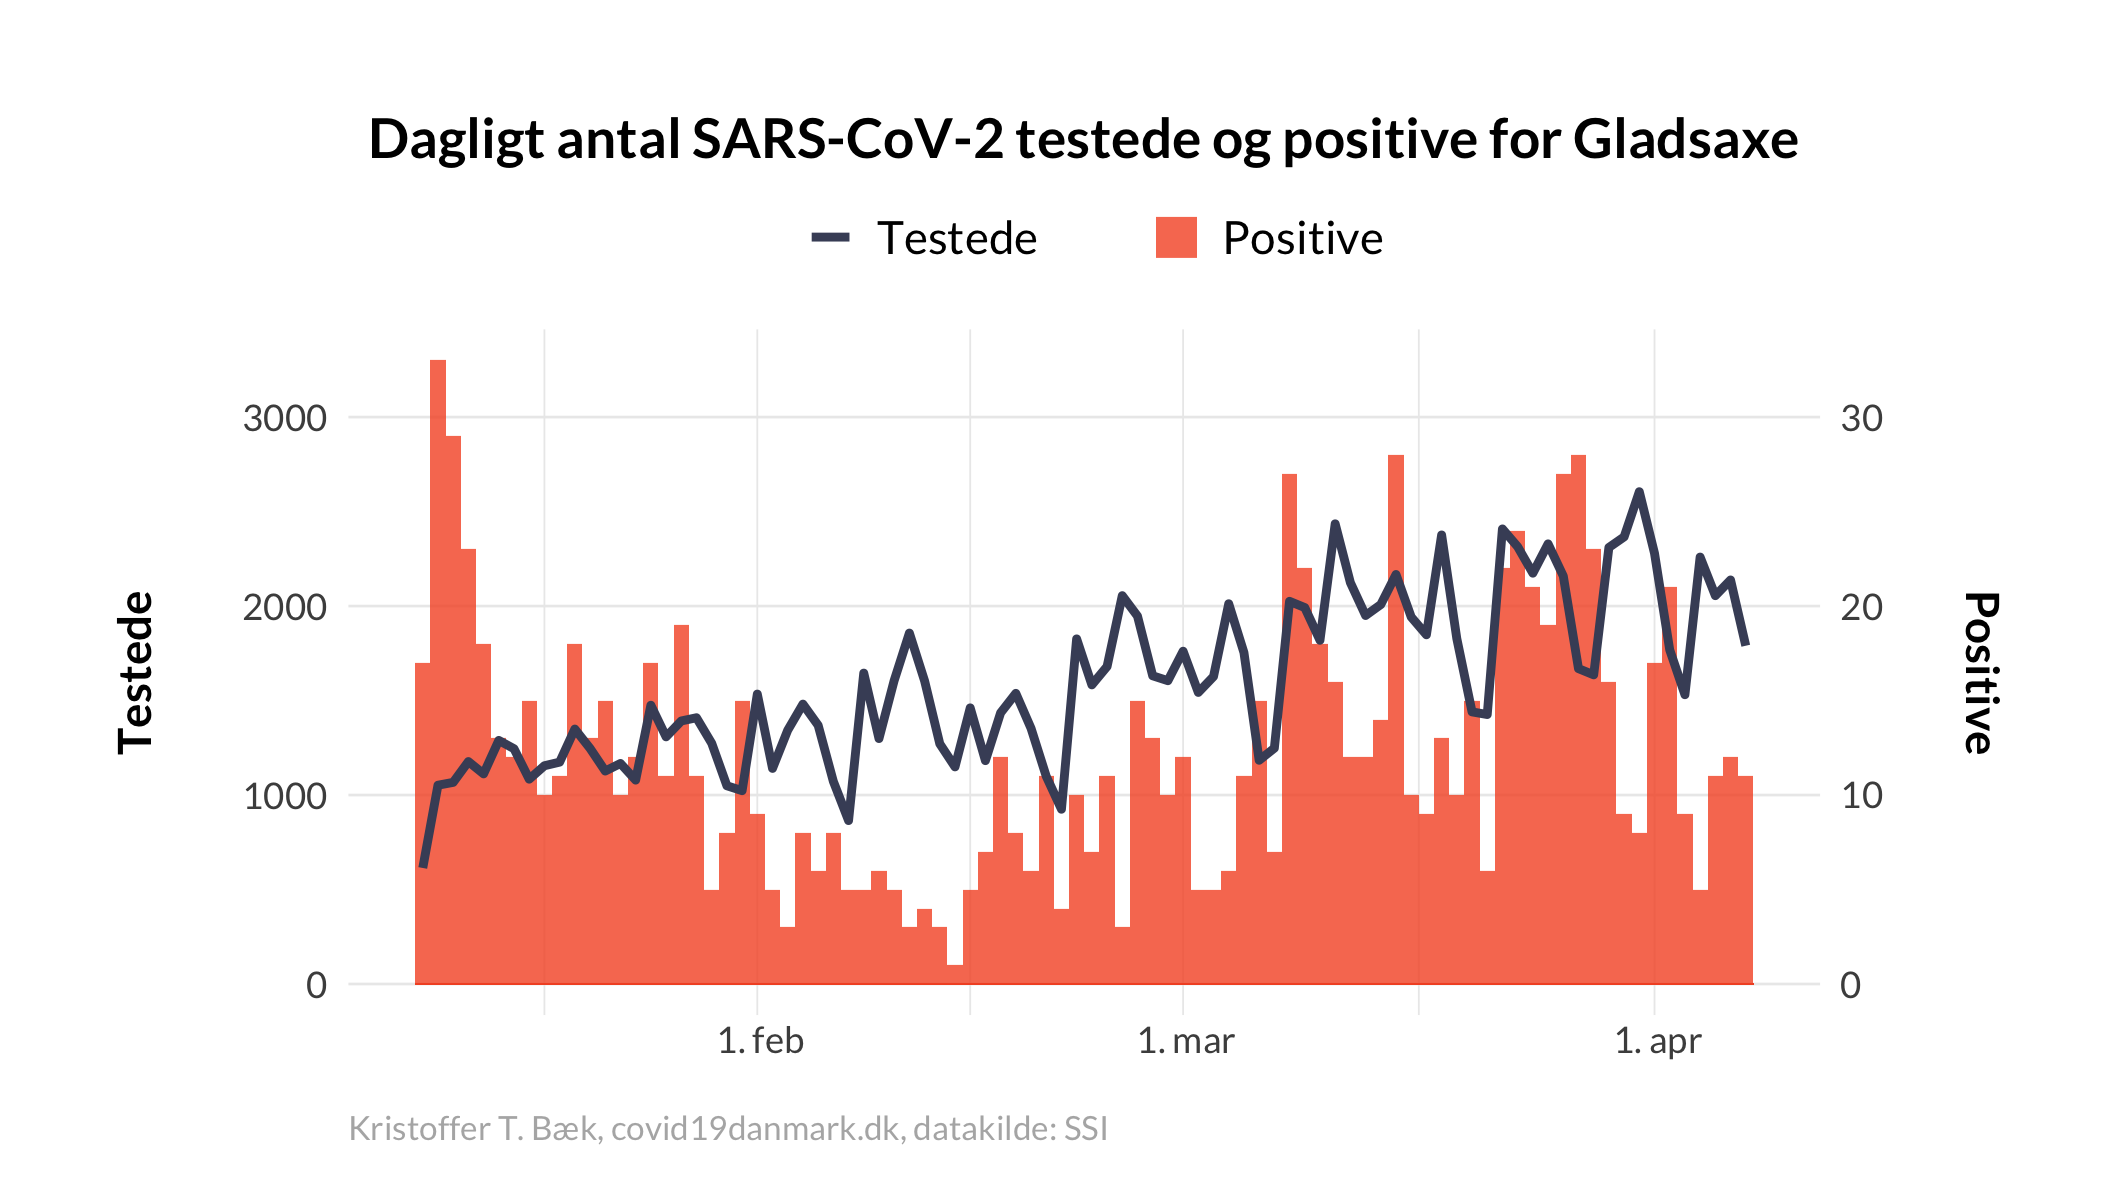 Dagligt antal SARS-CoV-2 testede og positive for Gladsaxe
Testede
Positive
Testede
3000
2000
1000
0
30
20
10
0
Positive
1. feb
1. mar
1. apr
Kristoffer T. Bæk, covid19danmark.dk, datakilde: SSI